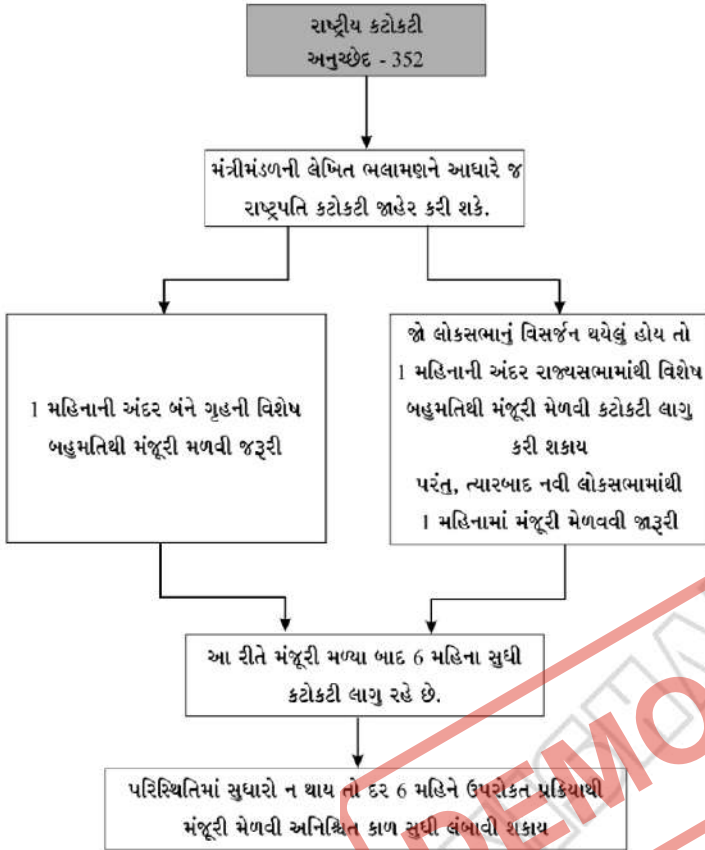 રાષ્ટ્રીય કટોકટી
અનુચ્છેદ - 352
મંત્રીમંડળની લેખિત ભલામણને આધારે જ
રાષ્ટ્રપતિ કટોકટી જાહેર કરી શકે.
1 મહિનાની અંદર બંને ગૃહની વિશેષ
બહુમતિથી મંજૂરી મળવી જરૂરી
જો લોકસભાનું વિસર્જન થયેલું હોય તો
1 મહિનાની અંદર રાજ્યસભામાંથી વિશેષ
બહુમતિથી મંજૂરી મેળવી કટોકટી લાગુ
કરી શકાય
પરંતુ, ત્યારબાદ નવી લોકસભામાંથી
1 મહિનામાં મંજૂરી મેળવવી જારૂરી
આ રીતે મંજૂરી મળ્યા બાદ 6 મહિના સુધી
કટોકટી લાગુ રહે છે.
પરિસ્થિતિમાં સુધારો ન થાય તો દર 6 મહિને ઉપરોકત પ્રક્રિયાથી
મંજૂરી મેળવી અનિશ્ચિત કાળ સુધી લંબાવી શકાય
DEMO